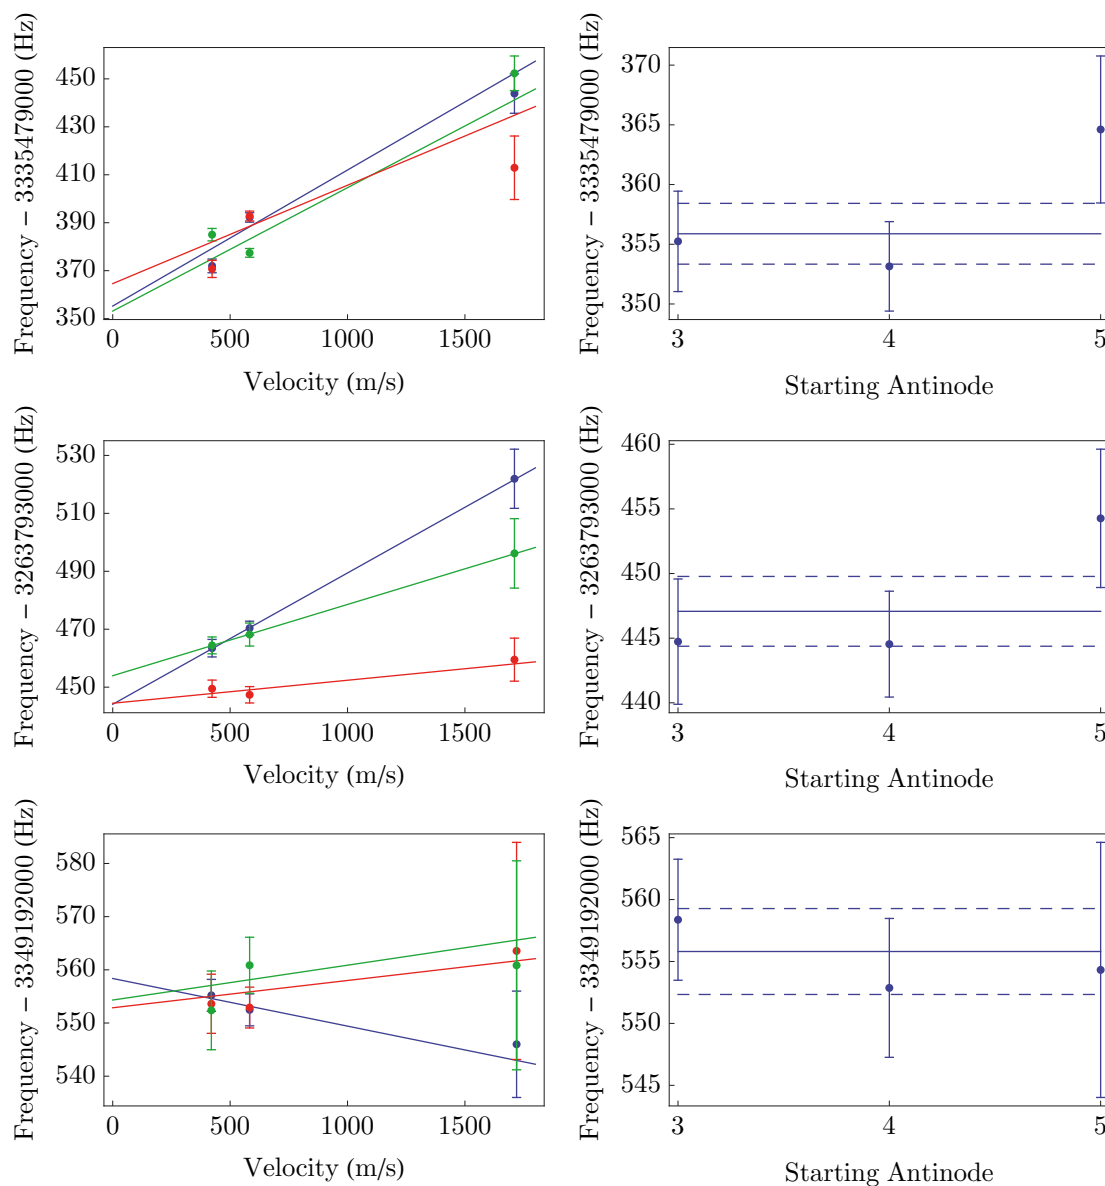 Frequency − 3335479000 (Hz)
450
430
410
390
370
350
0 500 1000 1500
Velocity (m/s)
Frequency − 3335479000 (Hz)
370
365
360
355
350
3 4 5
Starting Antinode
Frequency − 3263793000 (Hz)
530
510
490
470
450
0 500 1000 1500
Velocity (m/s)
Frequency − 3263793000 (Hz)
460
455
450
445
440
3 4 5
Starting Antinode
Frequency − 3349192000 (Hz)
580
570
560
550
540
0 500 1000 1500
Velocity (m/s)
Frequency − 3349192000 (Hz)
565
560
555
550
545
3 4 5
Starting Antinode